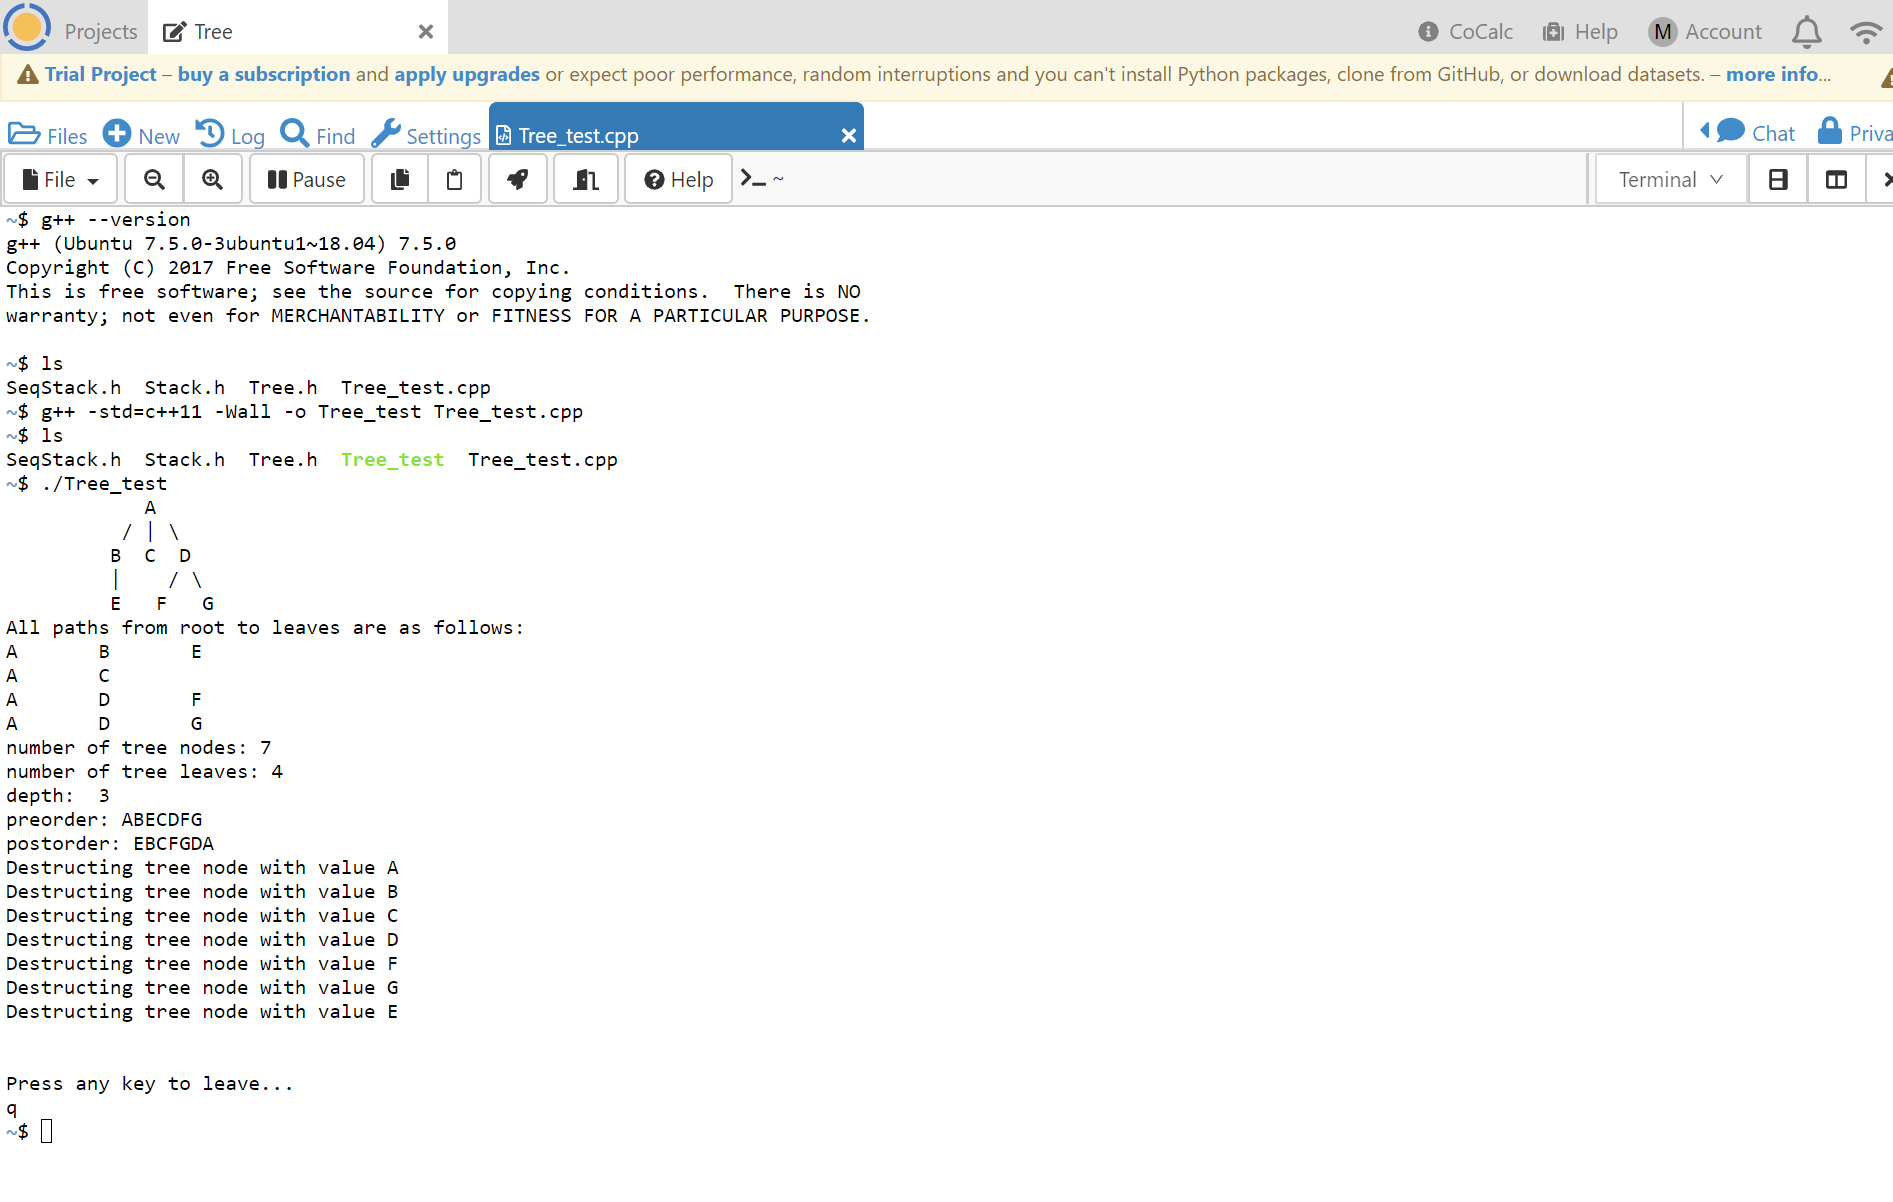 Projects Tree CoCalc Help M Account
Trial Project – buy a subscription and apply upgrades or expect poor performance, random interruptions and you can't install Python packages, clone from GitHub, or download datasets. – more info...
Files New Log Find Settings Tree_test.cpp Chat Priva
File Pause Help ~ Terminal
~$ g++ --version
g++ (Ubuntu 7.5.0-3ubuntu1~18.04) 7.5.0
Copyright (C) 2017 Free Software Foundation, Inc.
This is free software; see the source for copying conditions.  There is NO
warranty; not even for MERCHANTABILITY or FITNESS FOR A PARTICULAR PURPOSE.
~$ ls
SeqStack.h  Stack.h  Tree.h  Tree_test.cpp
~$ g++ -std=c++11 -Wall -o Tree_test Tree_test.cpp
~$ ls
SeqStack.h  Stack.h  Tree.h  Tree_test  Tree_test.cpp
~$ ./Tree_test
            A
          / | \
         B  C  D
         |    / \
         E   F   G
All paths from root to leaves are as follows:
A       B       E
A       C
A       D       F
A       D       G
number of tree nodes: 7
number of tree leaves: 4
depth:  3
preorder: ABECDFG
postorder: EBCFGDA
Destructing tree node with value A
Destructing tree node with value B
Destructing tree node with value C
Destructing tree node with value D
Destructing tree node with value F
Destructing tree node with value G
Destructing tree node with value E
Press any key to leave...
q
~$